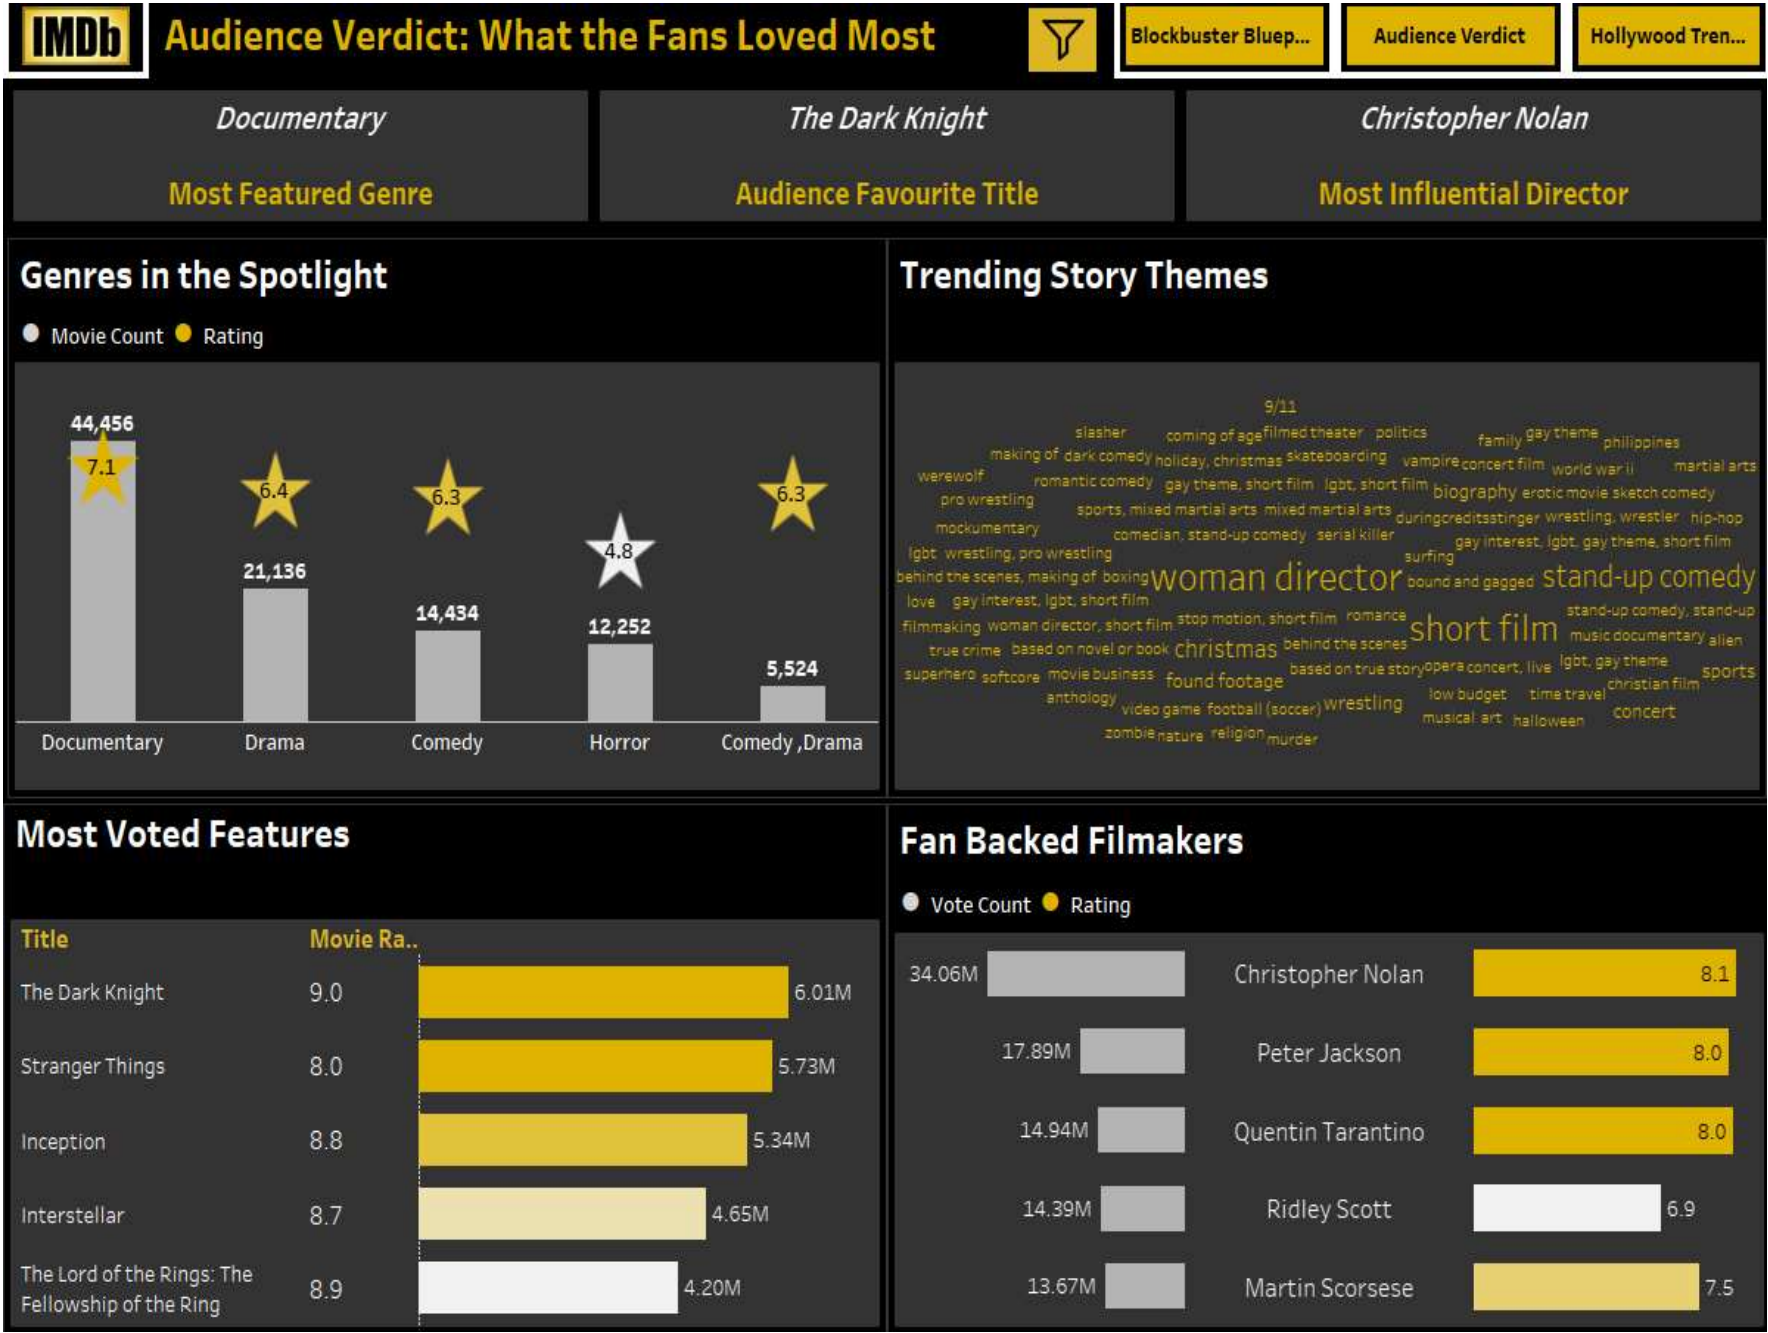 IMDb
Audience Verdict: What the Fans Loved Most
Blockbuster Bluep...
Audience Verdict
Hollywood Tren...
Documentary
Most Featured Genre
The Dark Knight
Audience Favourite Title
Christopher Nolan
Most Influential Director
Genres in the Spotlight
Movie Count
Rating
44,456
7.1
6.4
6.3
4.8
6.3
21,136
14,434
12,252
5,524
Documentary
Drama
Comedy
Horror
Comedy ,Drama
Trending Story Themes
9/11
slasher
coming of age
filmed theater
politics
family
gay theme
philippines
making of
dark comedy
holiday, christmas
skateboarding
vampire
concert film
world war ii
martial arts
werewolf
romantic comedy
gay theme, short film
lgbt, short film
biography
erotic movie
sketch comedy
pro wrestling
sports, mixed martial arts
mixed martial arts
duringcreditsstinger
wrestling, wrestler
hip-hop
mockumentary
comedian, stand-up comedy
serial killer
gay interest, lgbt, gay theme, short film
lgbt
wrestling, pro wrestling
surfing
behind the scenes, making of
boxing
woman director
bound and gagged
stand-up comedy
love
gay interest, lgbt, short film
filmmaking
woman director, short film
stop motion, short film
romance
short film
stand-up comedy, stand-up
music documentary
alien
true crime
based on novel or book
christmas
behind the scenes
superhero
softcore
movie business
found footage
based on true story
opera
concert, live
lgbt, gay theme
christian film
sports
anthology
video game
football (soccer)
wrestling
low budget
time travel
musical
art
halloween
concert
zombie
nature
religion
murder
Most Voted Features
Title
Movie Ra..
The Dark Knight
9.0
6.01M
Stranger Things
8.0
5.73M
Inception
8.8
5.34M
Interstellar
8.7
4.65M
The Lord of the Rings: The
Fellowship of the Ring
8.9
4.20M
Fan Backed Filmakers
Vote Count
Rating
34.06M
Christopher Nolan
8.1
17.89M
Peter Jackson
8.0
14.94M
Quentin Tarantino
8.0
14.39M
Ridley Scott
6.9
13.67M
Martin Scorsese
7.5